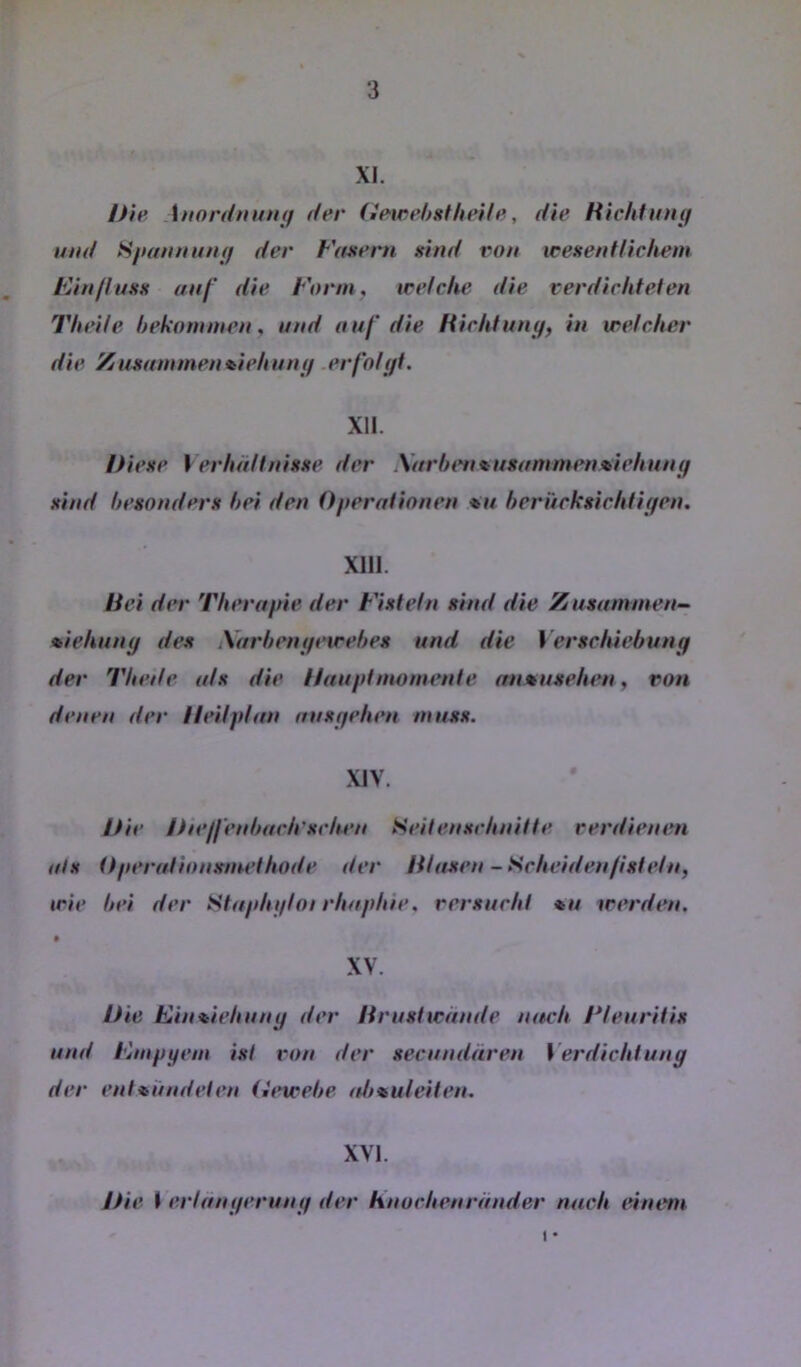 3
XI.
Die Anordnung der Gewebstheile, die Richtung
und Spannung der Fasern sind von wesentlichem
Einfluss auf die Form, welche die verdichteten
Theile bekommen, und auf die Richtung, in welcher
die Zusammenziehung erfolgt.
XII.
Diese Verhältnisse der Narbenzusammenziehung
sind besonders bei den Operationen zu berücksichtigen.
XIII.
Bei der Therapie der Fisteln sind die Zusammen-
ziehung des Narbengewebes und die Verschiebung
der Theile als die Hauptmomente anzusehen, von
denen der Heilplan ausgehen muss.
XIV.
Die Dieffenbach'schen Seitenschnitte verdienen
als Operationsmethode der Blasen-Scheidenfisteln,
wie bei der Staphylorrhaphie, versucht zu werden.
XV.
Die Einziehung der Brustwände nach Pleuritis
und Empyem ist von der secundären Verdichtung
der entzündeten Gewebe abzuleiten.
XVI.
Die Verlängerung der Knochenränder nach einem
1*